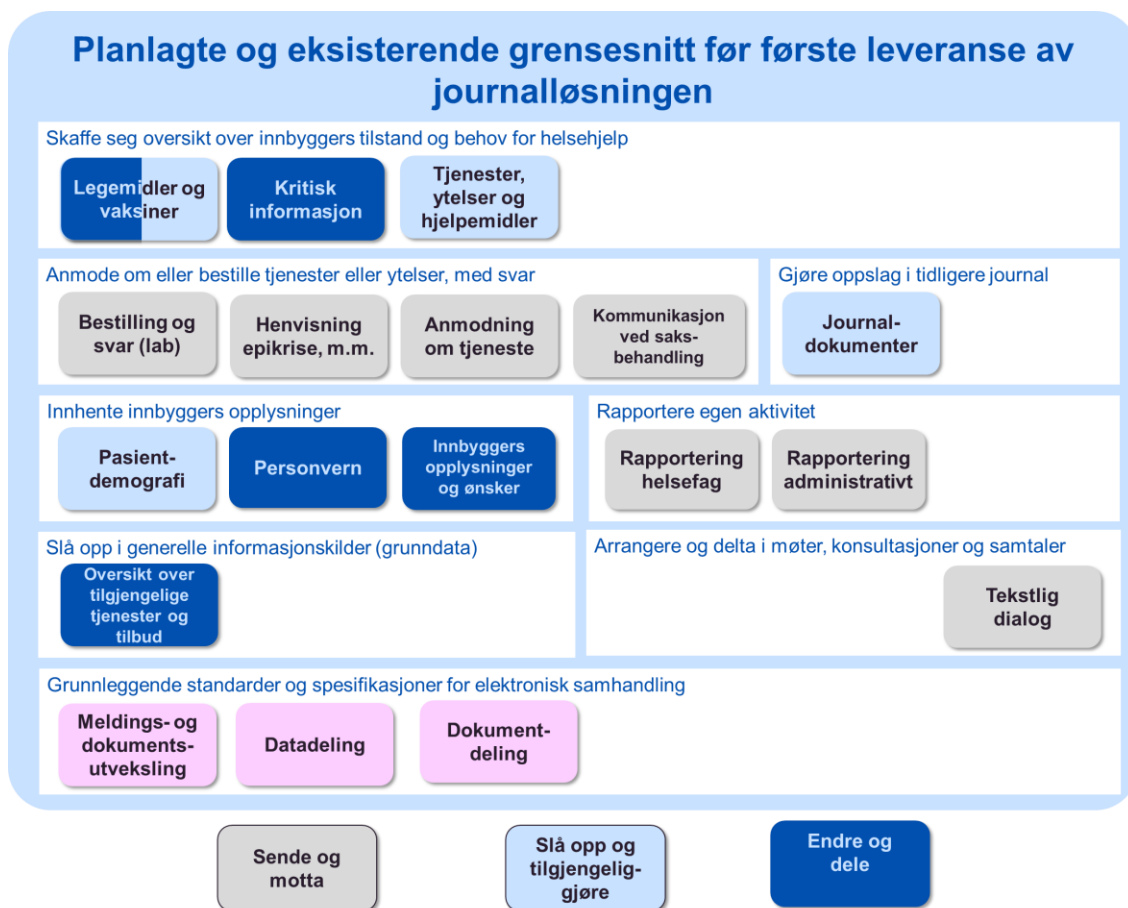 Planlagte og eksisterende grensesnitt før første leveranse av
journalløsningen
Skaffe seg oversikt over innbyggers tilstand og behov for helsehjelp
Legemidler og
vaksiner
Kritisk
informasjon
Tjenester,
ytelser og
hjelpemidler
Anmode om eller bestille tjenester eller ytelser, med svar
Bestilling og
svar (lab)
Henvisning
epikrise, m.m.
Anmodning
om tjeneste
Kommunikasjon
ved saks-
behandling
Gjøre oppslag i tidligere journal
Journal-
dokumenter
Innhente innbyggers opplysninger
Pasient-
demografi
Personvern
Innbyggers
opplysninger
og ønsker
Rapportere egen aktivitet
Rapportering
helsefag
Rapportering
administrativt
Slå opp i generelle informasjonskilder (grunndata)
Oversikt over
tilgjengelige
tjenester og
tilbud
Arrangere og delta i møter, konsultasjoner og samtaler
Tekstlig
dialog
Grunnleggende standarder og spesifikasjoner for elektronisk samhandling
Meldings- og
dokuments-
utveksling
Datadeling
Dokument-
deling
Sende og
motta
Slå opp og
tilgjengelig-
gjøre
Endre og
dele